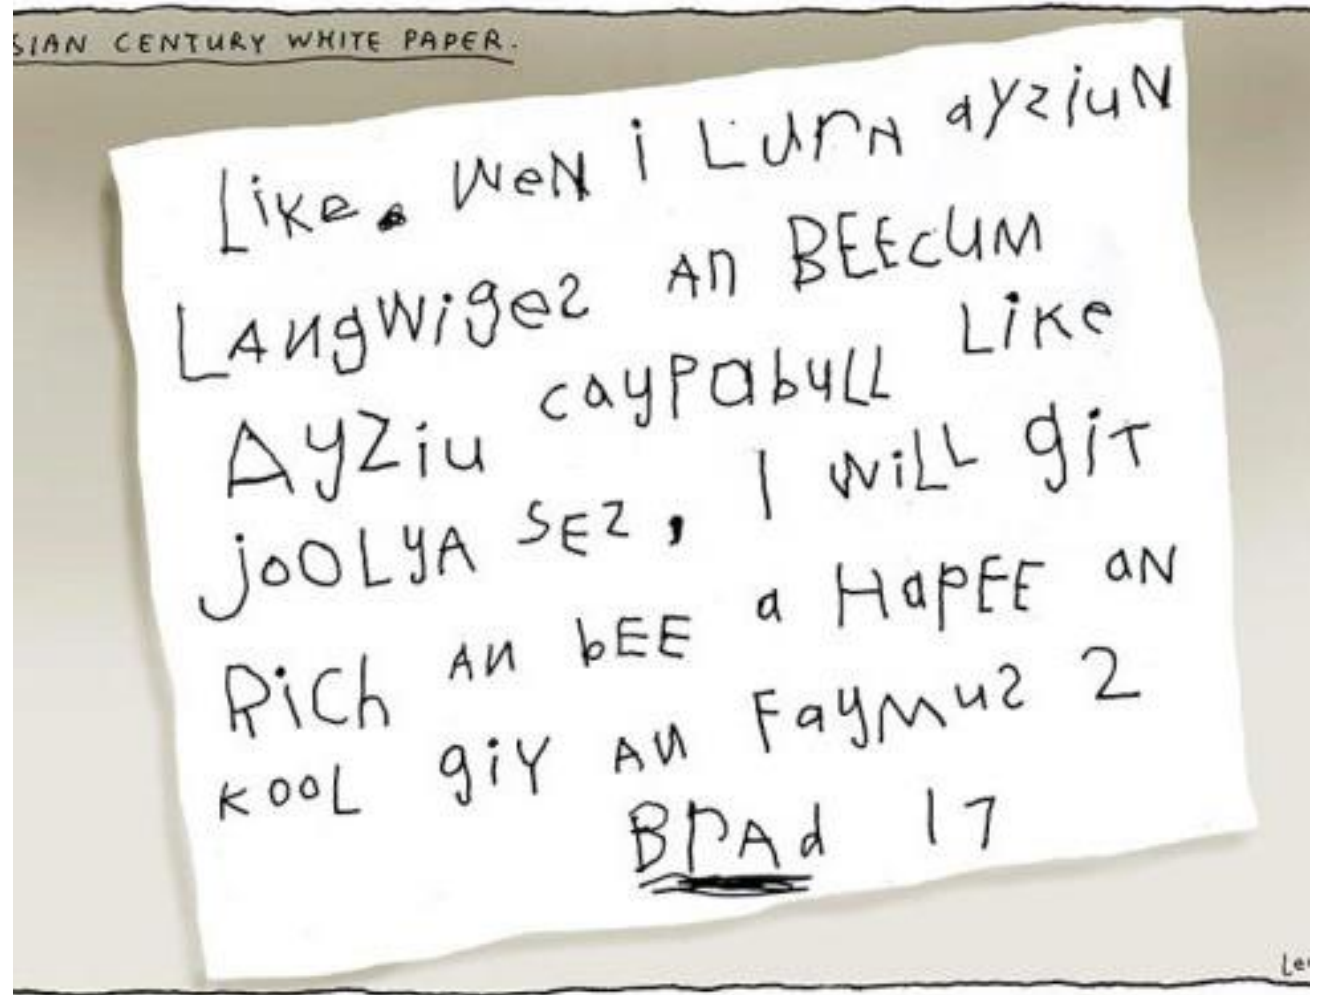 SIAN CENTURY WHITE PAPER.
Like. WeN i LurN ayziuN
LANgWigez AN BEEcUM
Ayziu caypabull Like
joOLyA SEz, I WiLL giT
RiCh AN bEE a HapEE aN
KOOL giY AN FaymuZ 2
BrAd 17
Leu